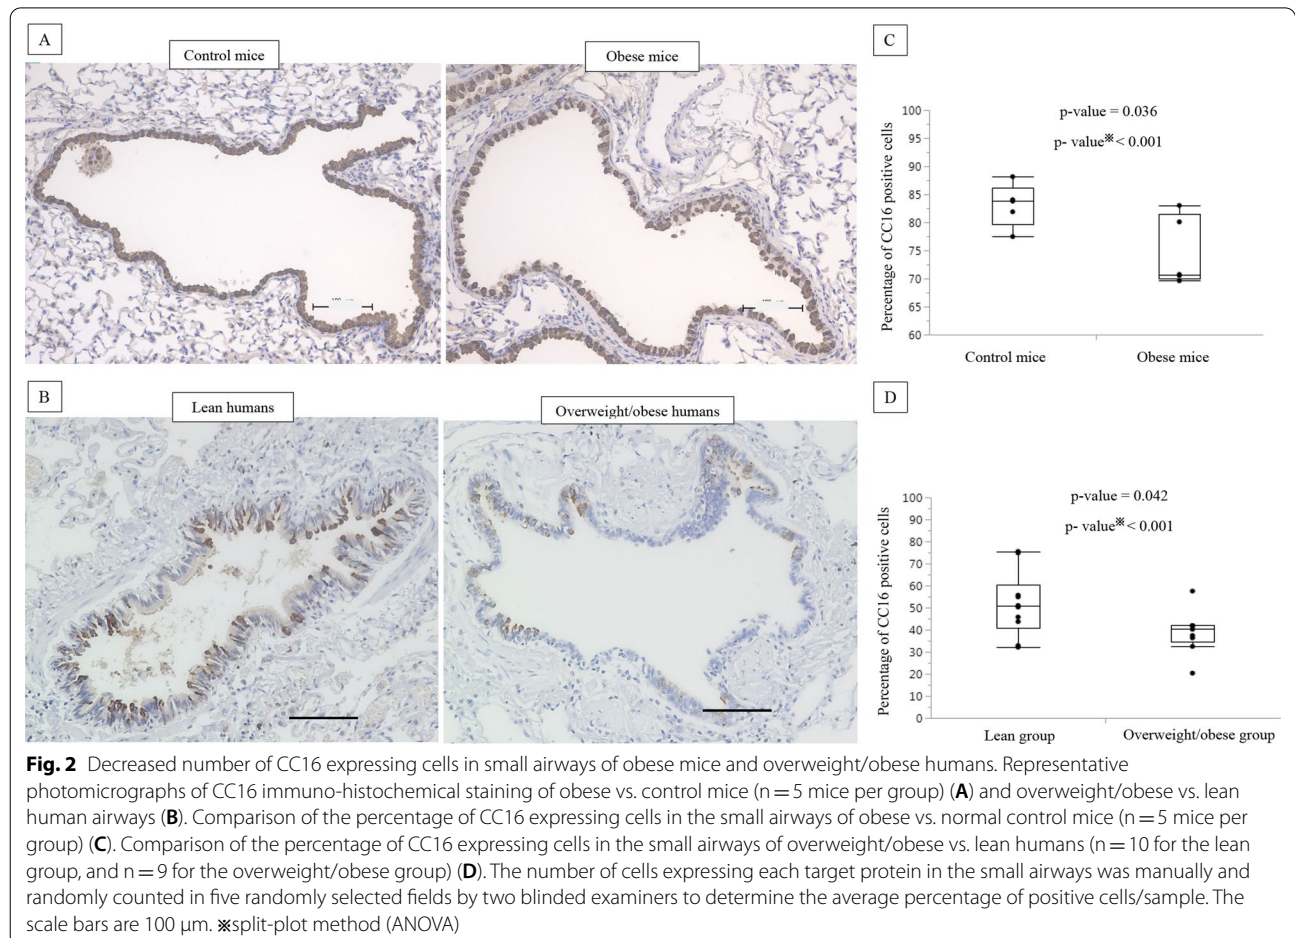 A
Control mice
Obese mice
C
p-value = 0.036
p- value※< 0.001
Percentage of CC16 positive cells
100
95
90
85
80
75
70
65
60
Control mice
Obese mice
B
Lean humans
Overweight/obese humans
D
p-value = 0.042
p- value※< 0.001
Percentage of CC16 positive cells
100
90
80
70
60
50
40
30
20
10
0
Lean group
Overweight/obese group
Fig. 2 Decreased number of CC16 expressing cells in small airways of obese mice and overweight/obese humans. Representative
photomicrographs of CC16 immuno-histochemical staining of obese vs. control mice (n = 5 mice per group) (A) and overweight/obese vs. lean
human airways (B). Comparison of the percentage of CC16 expressing cells in the small airways of obese vs. normal control mice (n = 5 mice per
group) (C). Comparison of the percentage of CC16 expressing cells in the small airways of overweight/obese vs. lean humans (n = 10 for the lean
group, and n = 9 for the overweight/obese group) (D). The number of cells expressing each target protein in the small airways was manually and
randomly counted in five randomly selected fields by two blinded examiners to determine the average percentage of positive cells/sample. The
scale bars are 100 μm. ※split-plot method (ANOVA)